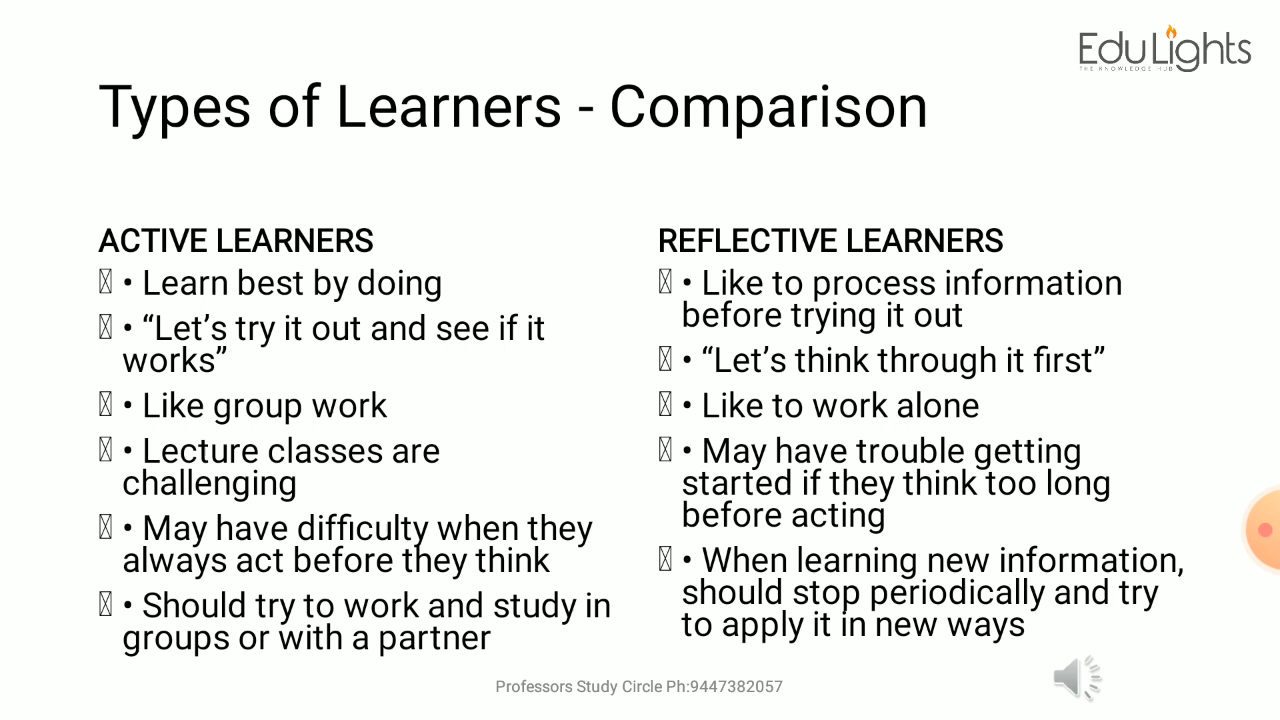 EduLights
THE KNOWLEDGE HUB
Types of Learners - Comparison
ACTIVE LEARNERS
• Learn best by doing
• “Let’s try it out and see if it
works”
• Like group work
• Lecture classes are
challenging
• May have difficulty when they
always act before they think
• Should try to work and study in
groups or with a partner
REFLECTIVE LEARNERS
• Like to process information
before trying it out
• “Let’s think through it first”
• Like to work alone
• May have trouble getting
started if they think too long
before acting
• When learning new information,
should stop periodically and try
to apply it in new ways
Professors Study Circle Ph:9447382057